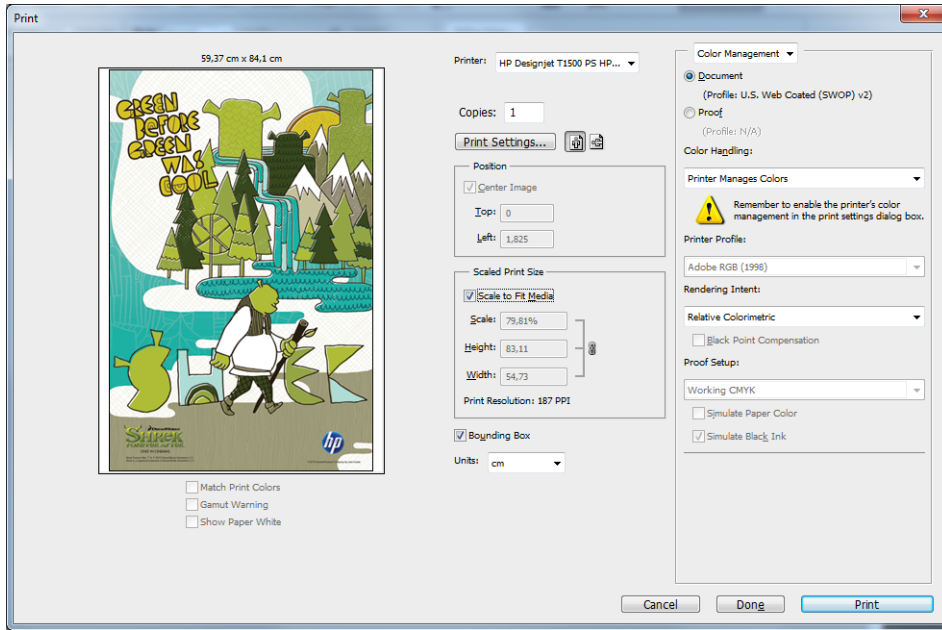 Print
59,37 cm x 84,1 cm
GREEN
BEFORE
GREEN
WAS
COOL
SHREK
DreamWorks
SHREK
FOREVER AFTER
hp
Match Print Colors
Gamut Warning
Show Paper White
Printer: HP Designjet T1500 PS HP...
Copies: 1
Print Settings...
Position
Center Image
Top: 0
Left: 1,825
Scaled Print Size
Scale to Fit Media
Scale: 79,81%
Height: 83,11
Width: 54,73
Print Resolution: 187 PPI
Bounding Box
Units: cm
Color Management
Document
(Profile: U.S. Web Coated (SWOP) v2)
Proof
(Profile: N/A)
Color Handling:
Printer Manages Colors
Remember to enable the printer's color
management in the print settings dialog box.
Printer Profile:
Adobe RGB (1998)
Rendering Intent:
Relative Colorimetric
Black Point Compensation
Proof Setup:
Working CMYK
Simulate Paper Color
Simulate Black Ink
Cancel
Done
Print